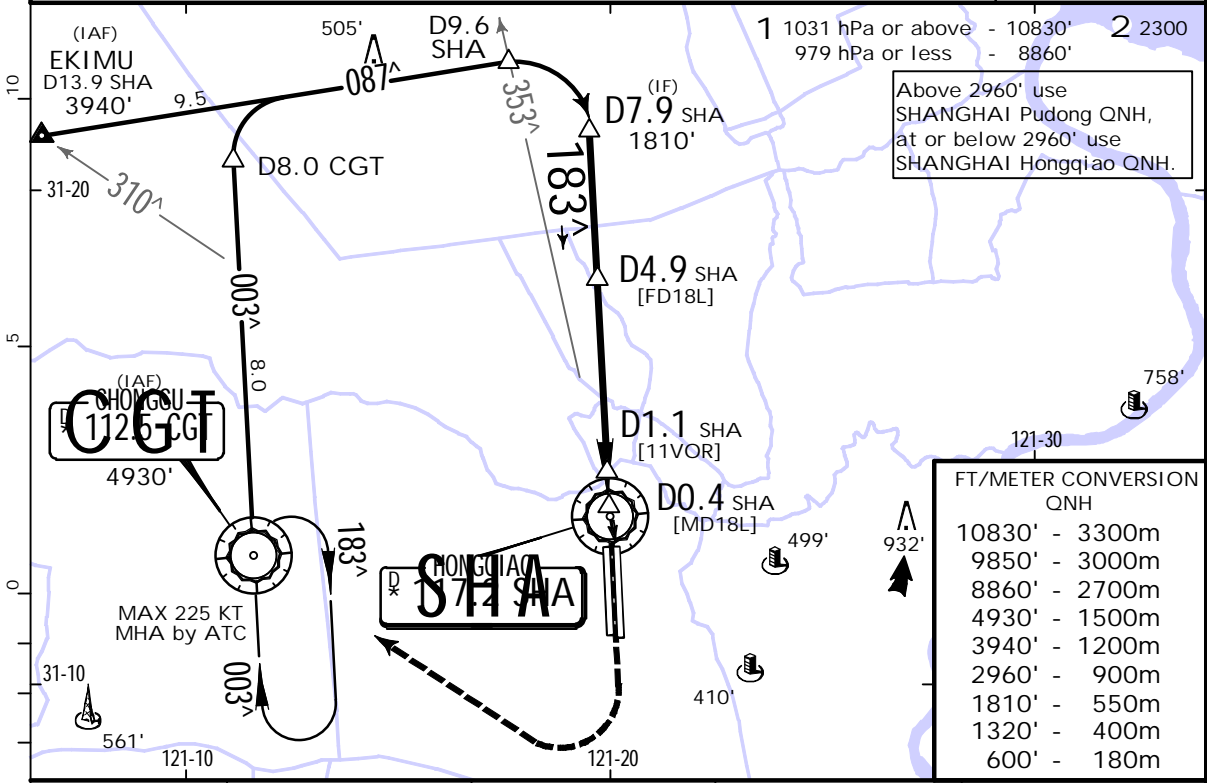 (IAF)
EKIMU
D13.9 SHA
3940'
505'
D9.6
SHA
1 1031 hPa or above - 10830'
979 hPa or less - 8860'
2 2300
Above 2960' use
SHANGHAI Pudong QNH,
at or below 2960' use
SHANGHAI Hongqiao QNH.
10
9.5
087^
353^
(IF)
D7.9 SHA
1810'
D8.0 CGT
31-20
310^
183^
D4.9 SHA
[FD18L]
003^
8.0
5
(IAF)
CHONGGU
D
* 112.5 CGT
CGT
4930'
758'
121-30
D1.1 SHA
[11VOR]
D0.4 SHA
[MD18L]
183^
HONGQIAO
D
* 117.2 SHA
SHA
499'
932'
0
MAX 225 KT
MHA by ATC
003^
31-10
561'
410'
121-10
121-20
FT/METER CONVERSION
QNH
10830' - 3300m
9850' - 3000m
8860' - 2700m
4930' - 1500m
3940' - 1200m
2960' - 900m
1810' - 550m
1320' - 400m
600' - 180m